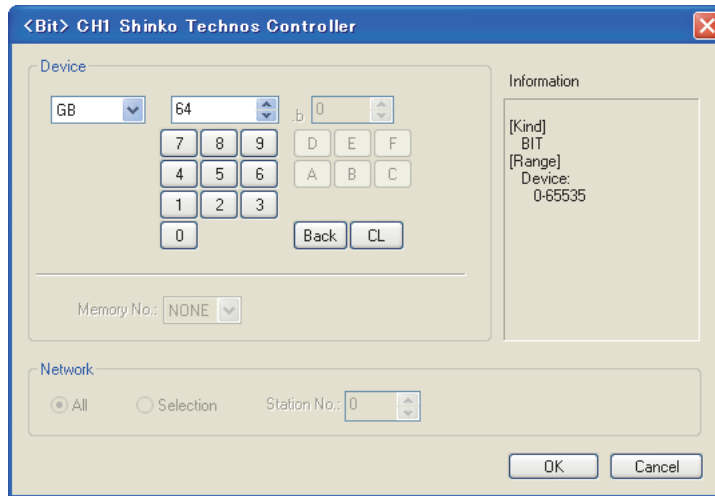 <Bit> CH1 Shinko Technos Controller
Device
Information
GB 64 .b 0
7 8 9 D E F
4 5 6 A B C
1 2 3
0 Back CL
[Kind]
BIT
[Range]
Device:
0-65535
Memory No.: NONE
Network
All Selection Station No.: 0
OK Cancel